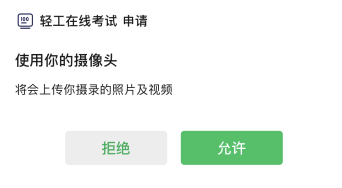 轻工在线考试 申请
使用你的摄像头
将会上传你摄录的照片及视频
拒绝 允许